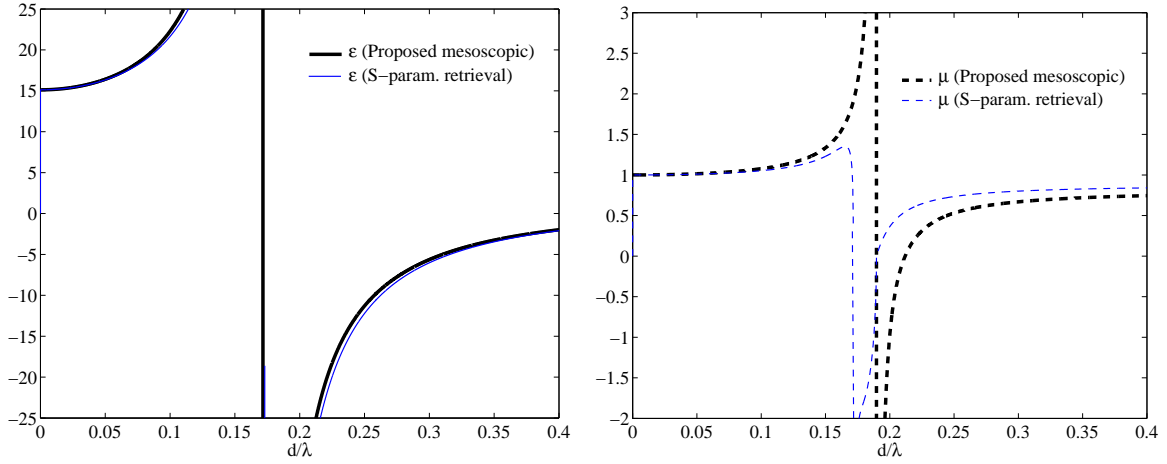 25
20
15
10
5
0
−5
−10
−15
−20
−25
ε (Proposed mesoscopic)
ε (S−param. retrieval)
0 0.05 0.1 0.15 0.2 0.25 0.3 0.35 0.4
d/λ
3
2.5
2
1.5
1
0.5
0
−0.5
−1
−1.5
−2
μ (Proposed mesoscopic)
μ (S−param. retrieval)
0 0.05 0.1 0.15 0.2 0.25 0.3 0.35 0.4
d/λ